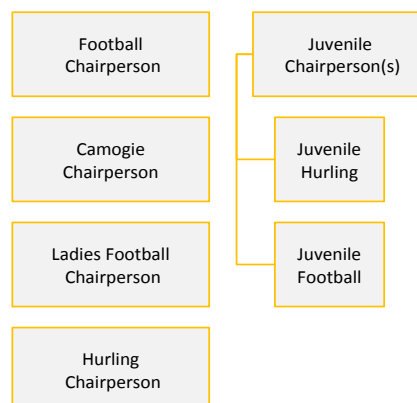 Football
Chairperson
Juvenile
Chairperson(s)
Camogie
Chairperson
Juvenile
Hurling
Ladies Football
Chairperson
Juvenile
Football
Hurling
Chairperson